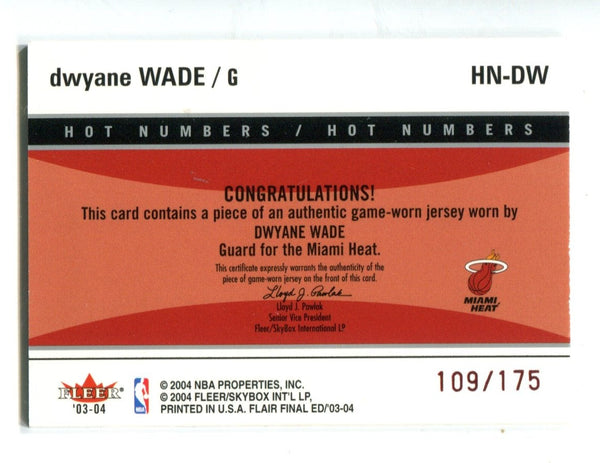 dwyane WADE / G
HN-DW
HOT NUMBERS / HOT NUMBERS
CONGRATULATIONS!
This card contains a piece of an authentic game-worn jersey worn by
DWYANE WADE
Guard for the Miami Heat.
This certificate expressly warrants the authenticity of the
piece of game-worn jersey on the front of this card.
Lloyd J. Pawlak
Lloyd J. Pawlak
Senior Vice President
Fleer/SkyBox International LP
MIAMI
HEAT
FLEER
'03-04
NBA
© 2004 NBA PROPERTIES, INC.
© 2004 FLEER/SKYBOX INT'L LP,
PRINTED IN U.S.A. FLAIR FINAL ED/'03-04
109/175